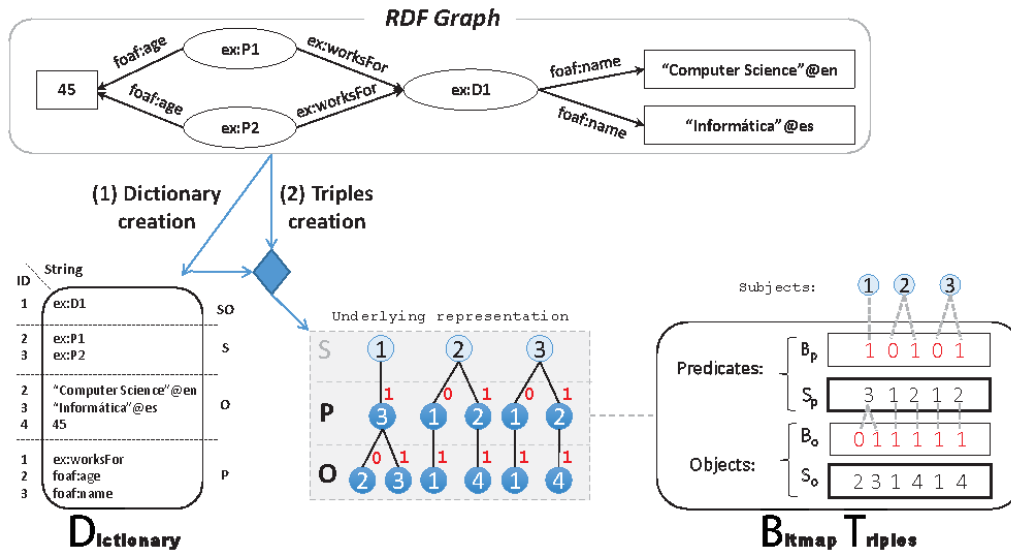 RDF Graph
foaf:age
ex:P1
ex:worksFor
45
foaf:age
ex:P2
ex:worksFor
ex:D1
foaf:name
“Computer Science”@en
foaf:name
“Informática”@es
(1) Dictionary
creation
(2) Triples
creation
ID
String
1 ex:D1 SO
2 ex:P1
3 ex:P2
S
2 “Computer Science”@en
3 “Informática”@es
4 45
O
1 ex:worksFor
2 foaf:age
3 foaf:name
P
Dictionary
Underlying representation
S 1 2 3
1 0 1 0 1
P 3 1 2 1 2
0 1 1 1 1 1
O 2 3 1 4 1 4
Subjects: 1 2 3
Predicates:
Bp 1 0 1 0 1
Sp 3 1 2 1 2
Objects:
Bo 0 1 1 1 1 1
So 2 3 1 4 1 4
Bitmap Triples